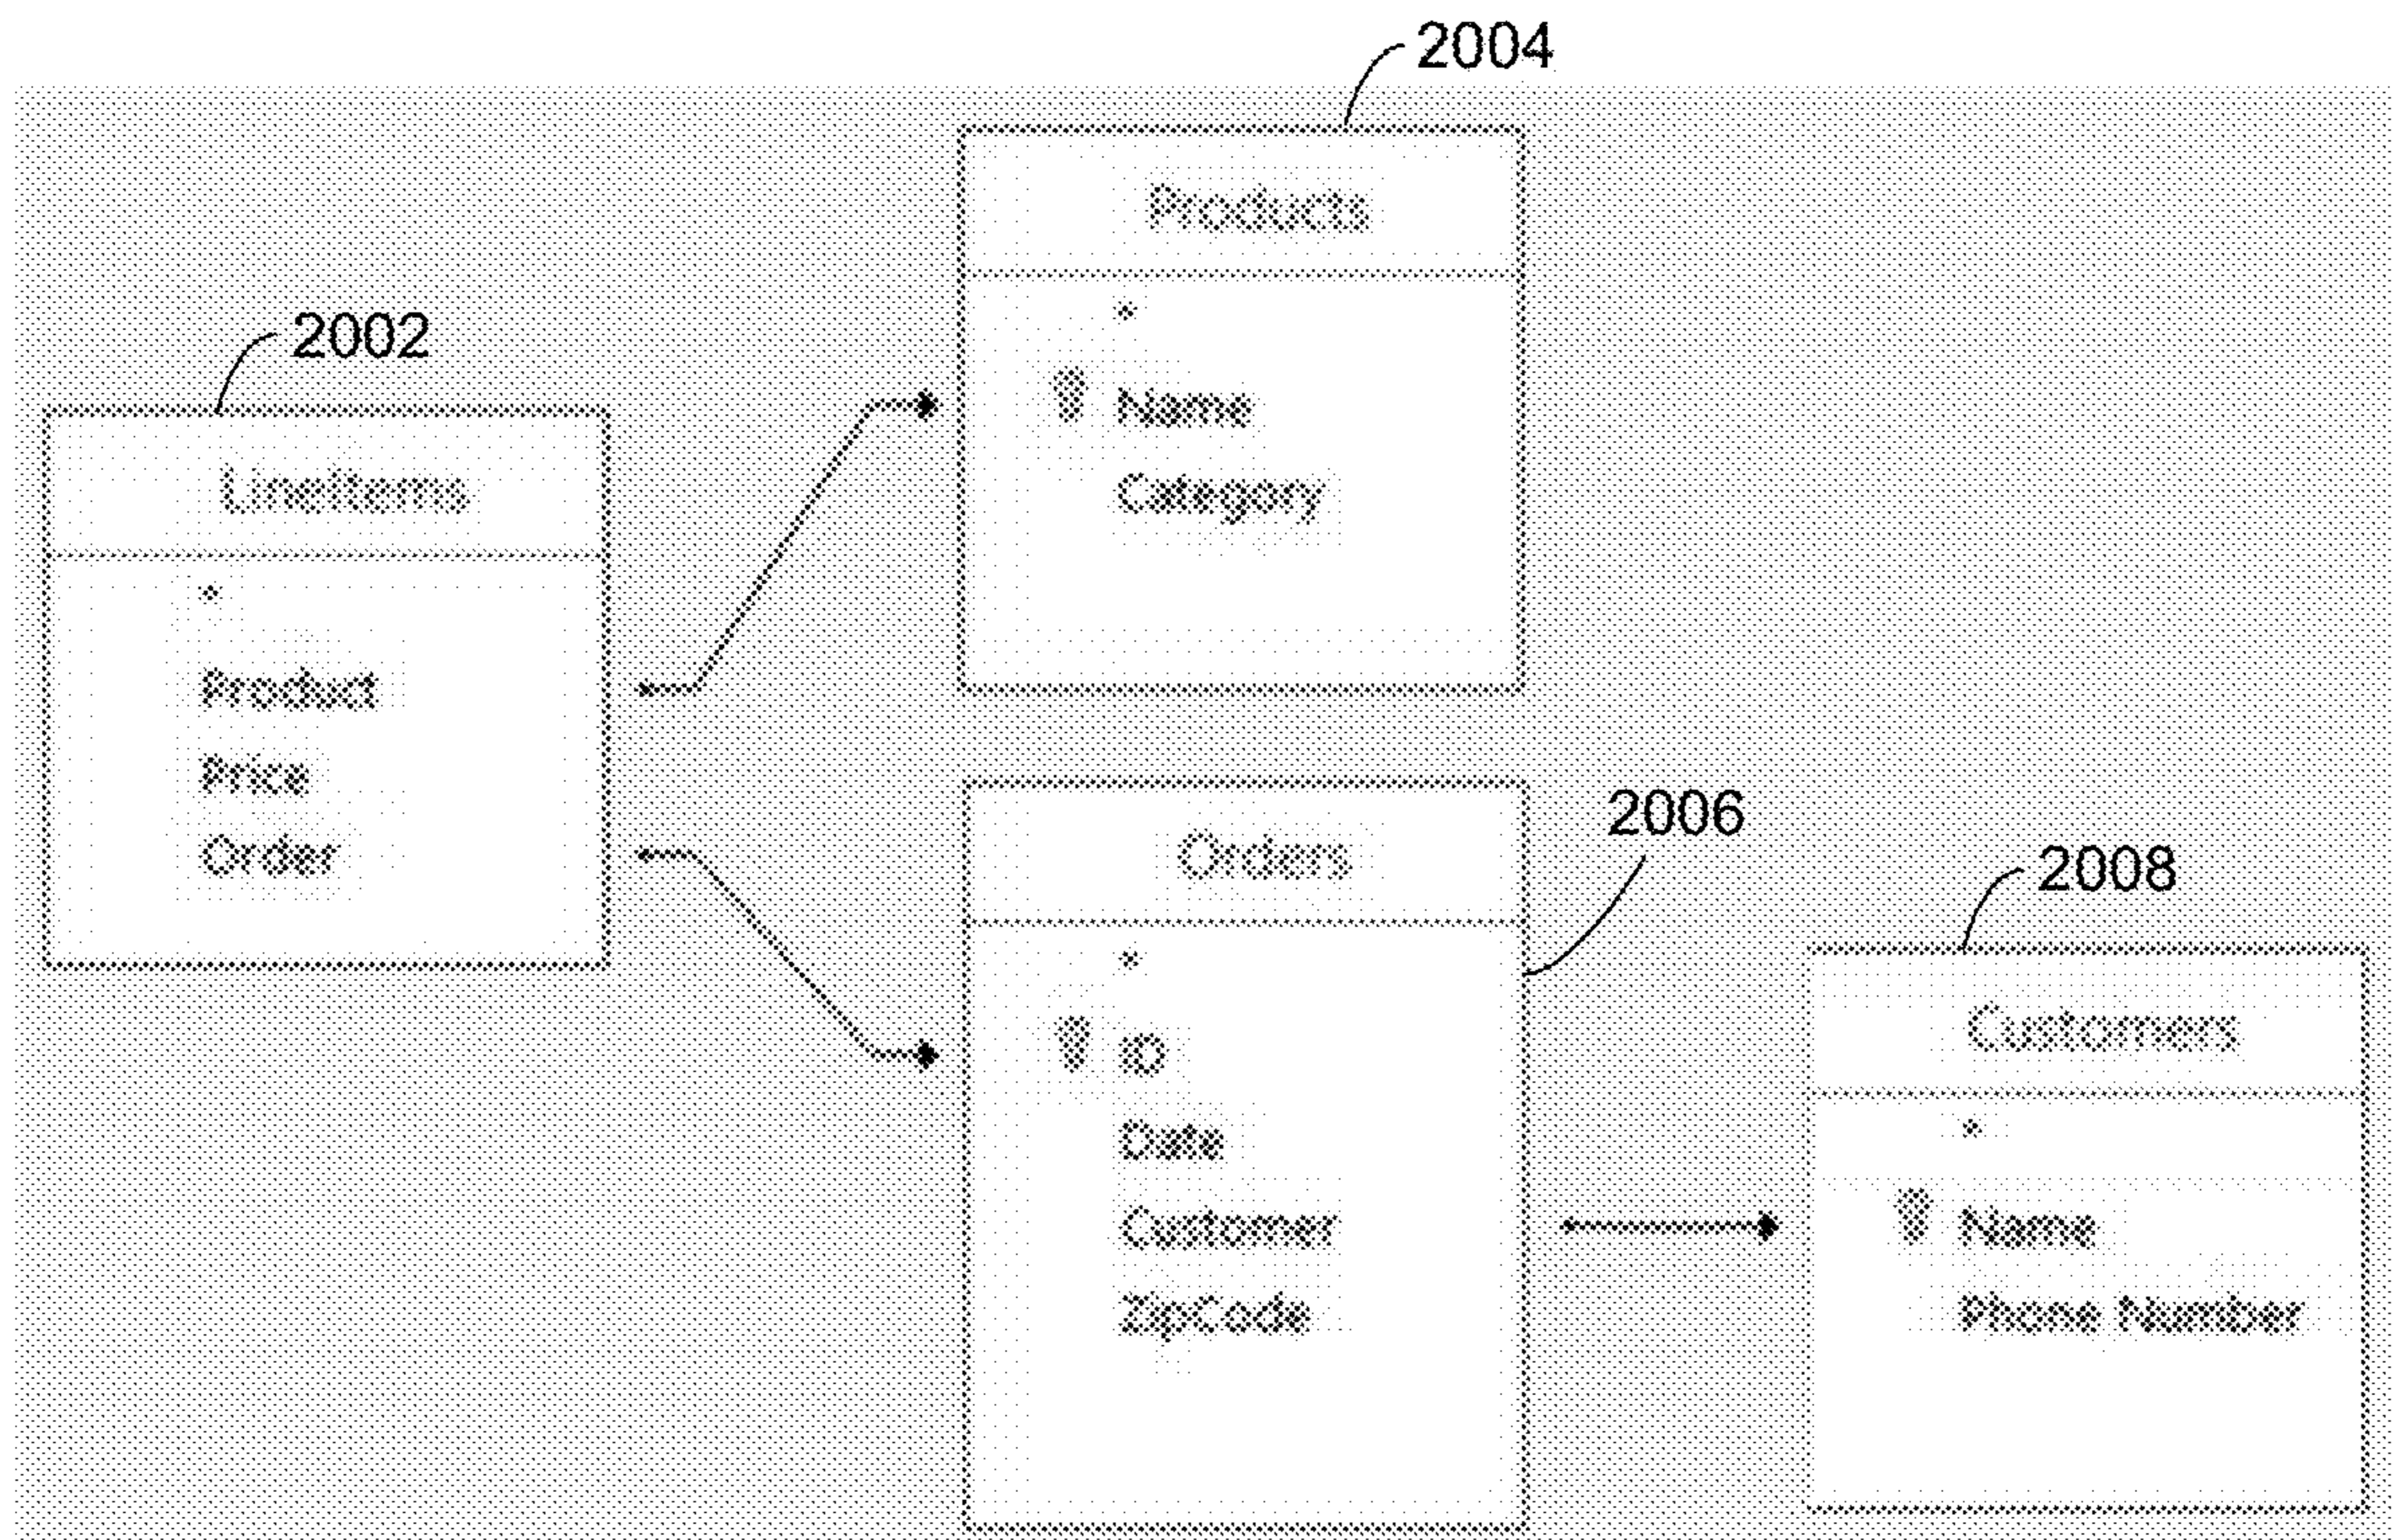 2004
Products
*
Name
Category
2002
LineItems
*
Product
Price
Order
2006
Orders
*
ID
Date
Customer
ZipCode
2008
Customers
*
Name
Phone Number